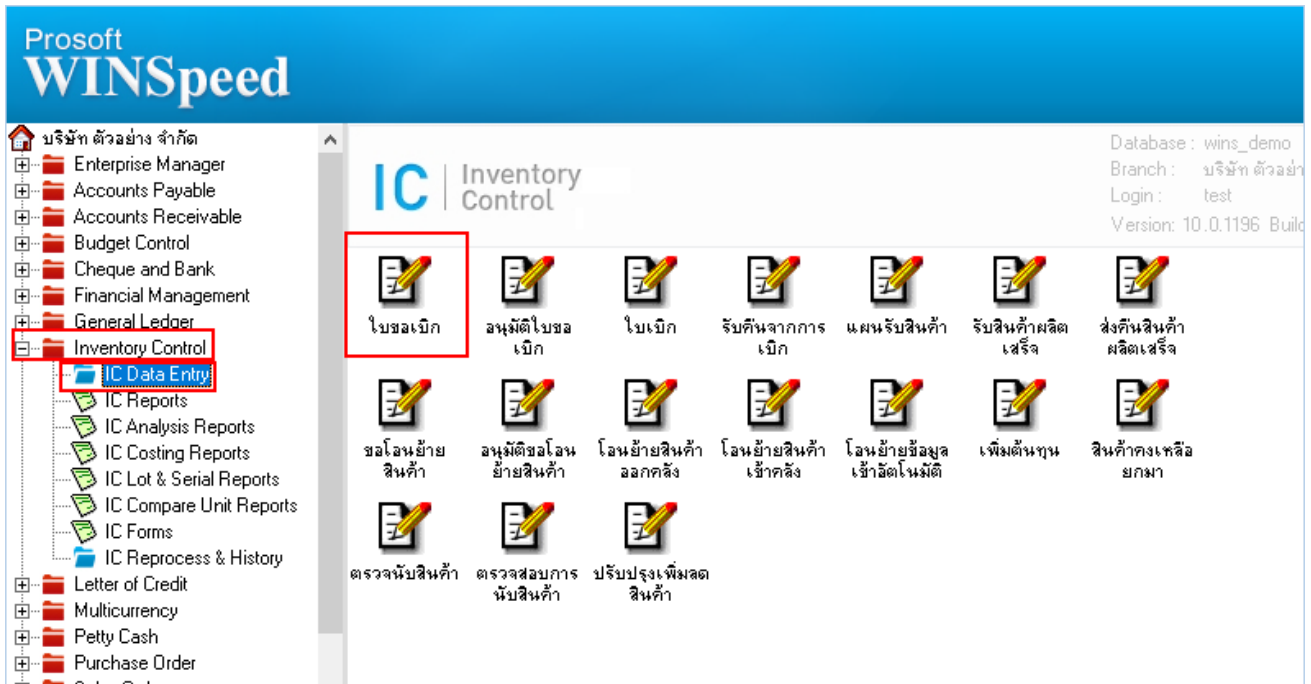 Prosoft
WINSpeed
บริษัท ตัวอย่าง จำกัด
Enterprise Manager
Accounts Payable
Accounts Receivable
Budget Control
Cheque and Bank
Financial Management
General Ledger
Inventory Control
IC Data Entry
IC Reports
IC Analysis Reports
IC Costing Reports
IC Lot & Serial Reports
IC Compare Unit Reports
IC Forms
IC Reprocess & History
Letter of Credit
Multicurrency
Petty Cash
Purchase Order
IC
Inventory
Control
Database : wins_demo
Branch : บริษัท ตัวอย่า
Login : test
Version: 10.0.1196 Build
ใบขอเบิก
อนุมัติใบขอ
เบิก
ใบเบิก
รับคืนจากการ
เบิก
แผนรับสินค้า
รับสินค้าผลิต
เสร็จ
ส่งคืนสินค้า
ผลิตเสร็จ
ขอโอนย้าย
สินค้า
อนุมัติขอโอน
ย้ายสินค้า
โอนย้ายสินค้า
ออกคลัง
โอนย้ายสินค้า
เข้าคลัง
โอนย้ายข้อมูล
เข้าอัตโนมัติ
เพิ่มต้นทุน
สินค้าคงเหลือ
ยกมา
ตรวจนับสินค้า
ตรวจสอบการ
นับสินค้า
ปรับปรุงเพิ่มลด
สินค้า